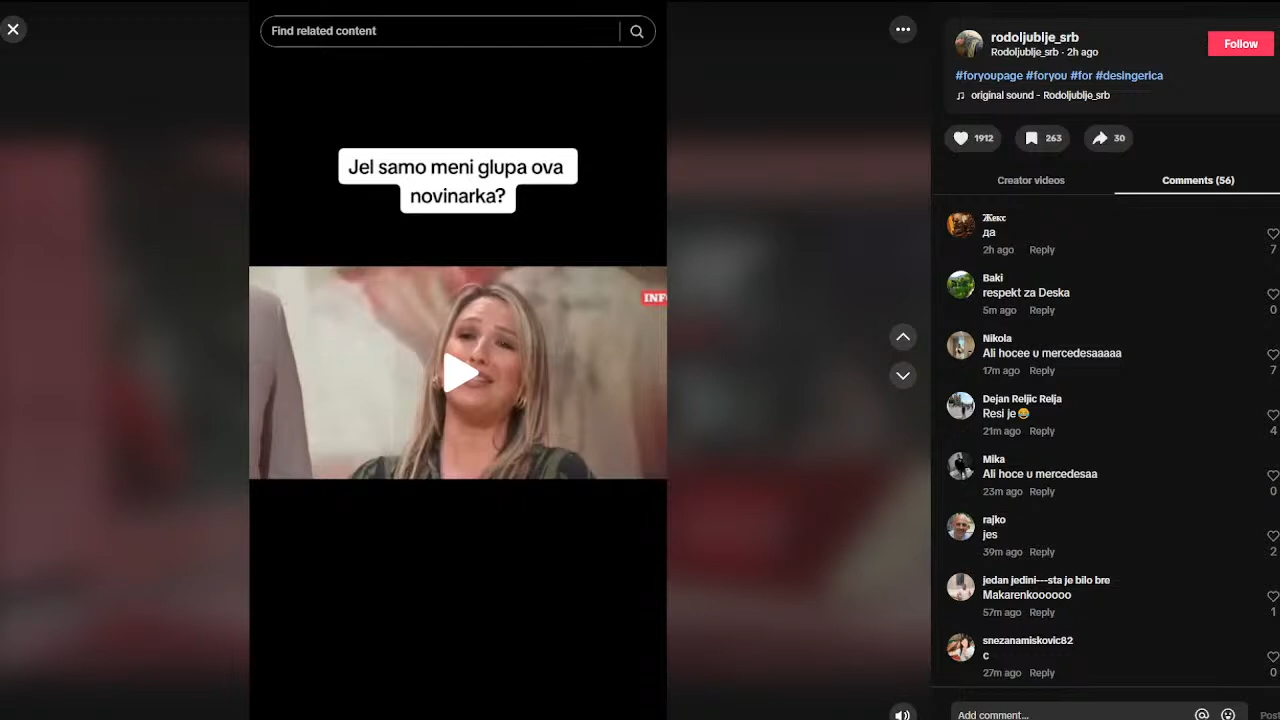 Find related content
Jel samo meni glupa ova
novinarka?
INF
rodoljublje_srb
Rodoljublje_srb · 2h ago
Follow
#foryoupage #foryou #for #desingerica
original sound - Rodoljublje_srb
1912
263
30
Creator videos
Comments (56)
Жекс
да
2h ago Reply
7
Baki
respekt za Deska
5m ago Reply
0
Nikola
Ali hocee u mercedesaaaaa
17m ago Reply
7
Dejan Reljic Relja
Resi je😂
21m ago Reply
4
Mika
Ali hoce u mercedesaa
23m ago Reply
0
rajko
jes
39m ago Reply
2
jedan jedini---sta je bilo bre
Makarenkoooooo
57m ago Reply
1
snezanamiskovic82
c
27m ago Reply
0
Add comment...
Post